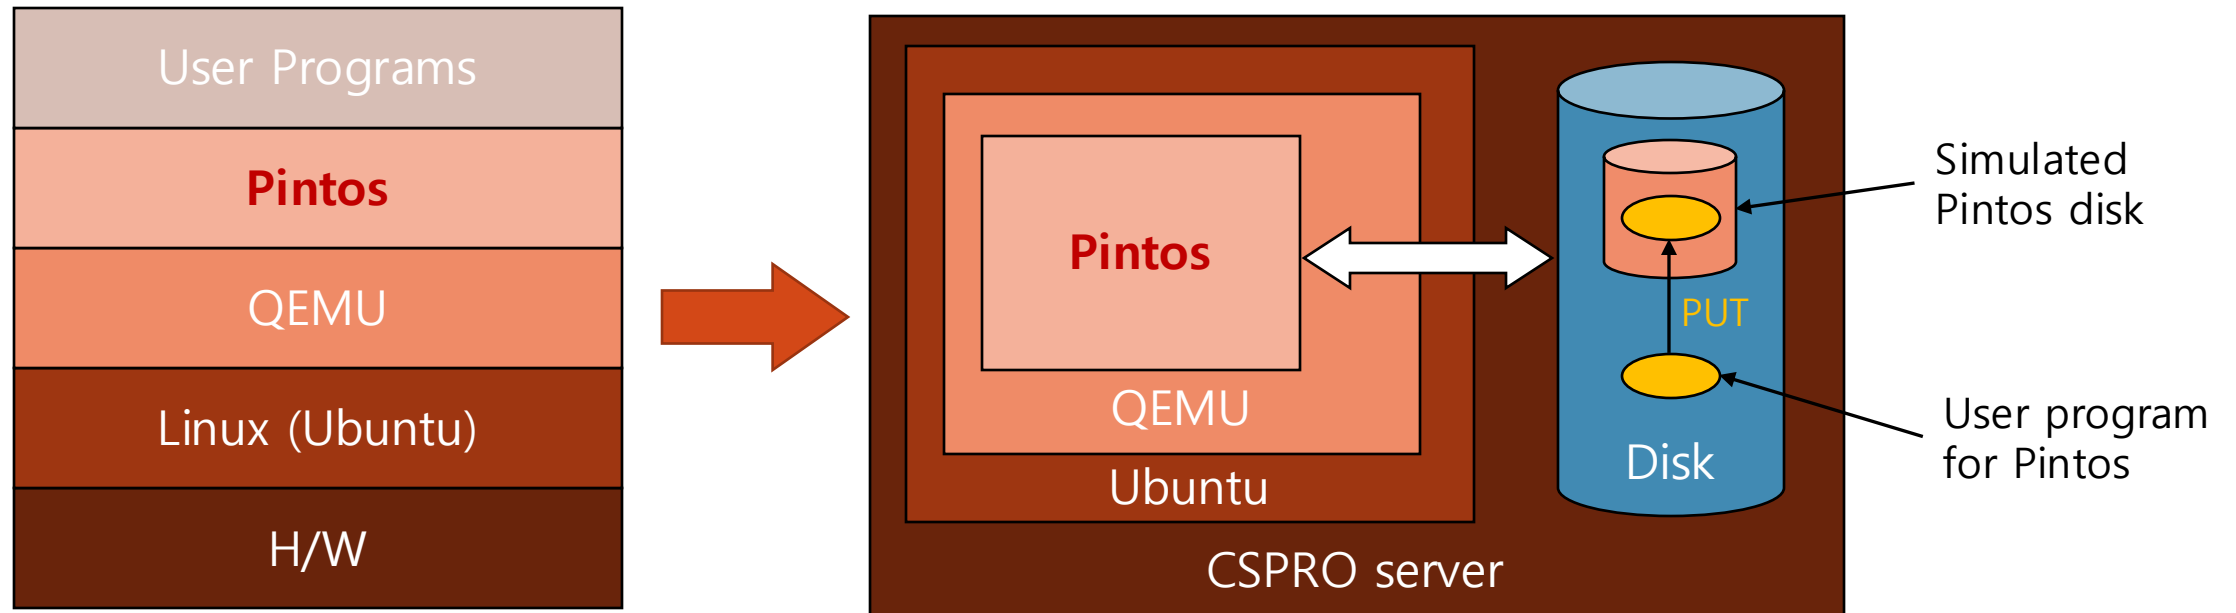 User Programs
Pintos
QEMU
Linux (Ubuntu)
H/W
Pintos
QEMU
Ubuntu
CSPRO server
PUT
Disk
Simulated
Pintos disk
User program
for Pintos